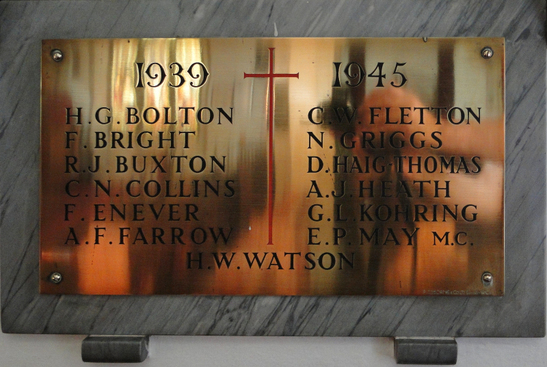 1939 1945
H.G.BOLTON C.W.FLETTON
F.BRIGHT N.GRIGGS
R.J.BUXTON D.HAIG-THOMAS
C.N.COLLINS A.J.HEATH
F.ENEVER G.L.KOHRING
A.F.FARROW E.P.MAY M.C.
H.W.WATSON